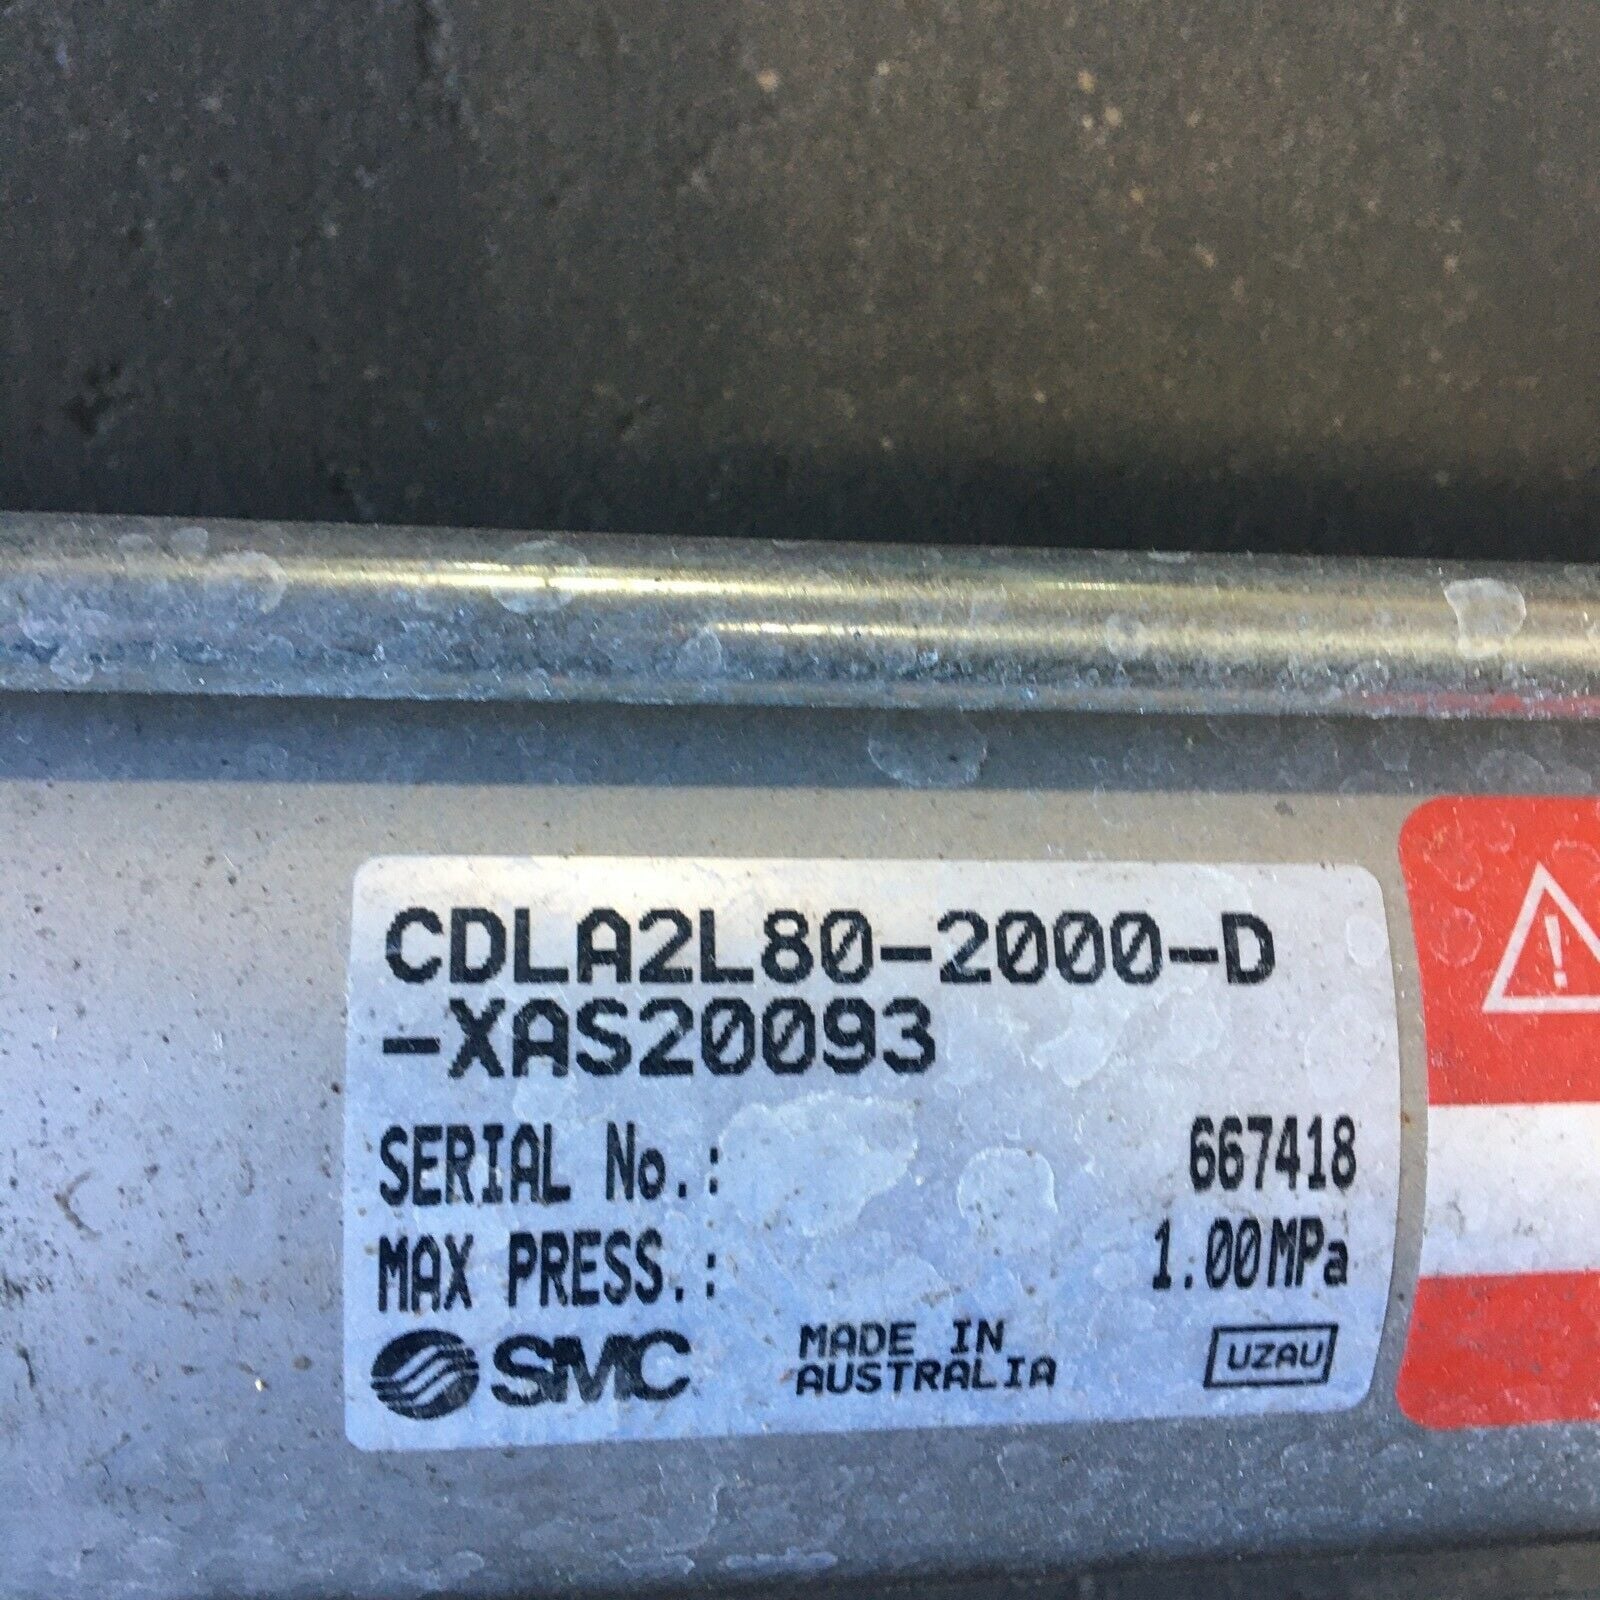 CDLA2L80-2000-D
-XAS20093
SERIAL No.: 667418
MAX PRESS.: 1.00MPa
SMC MADE IN AUSTRALIA UZAU
!